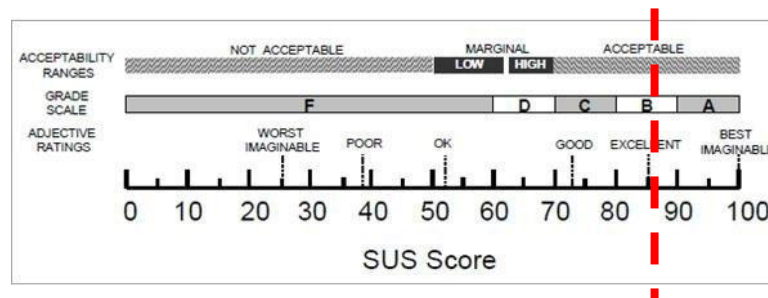 NOT ACCEPTABLE MARGINAL ACCEPTABLE
ACCEPTABILITY RANGES
LOW HIGH
GRADE SCALE
F D C B A
ADJECTIVE RATINGS
WORST IMAGINABLE POOR OK GOOD EXCELLENT BEST IMAGINABLE
0 10 20 30 40 50 60 70 80 90 100
SUS Score